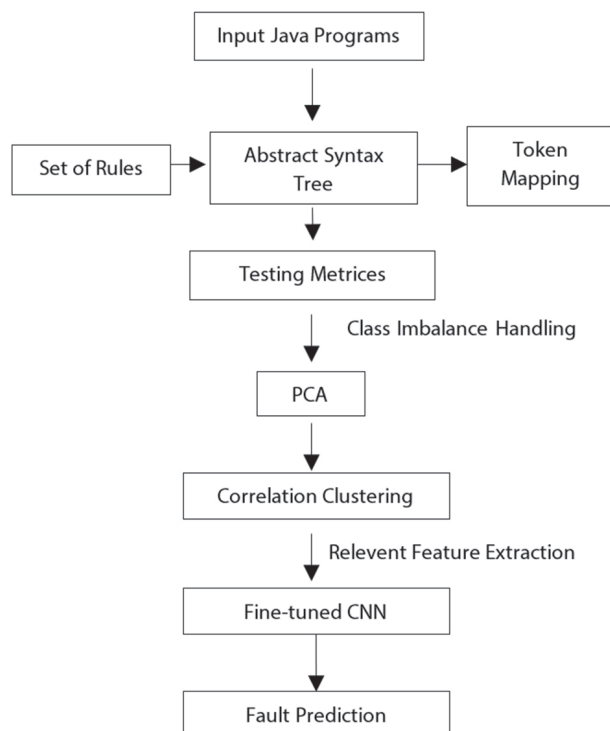 Input Java Programs
Set of Rules
Abstract Syntax
Tree
Token
Mapping
Testing Metrices
Class Imbalance Handling
PCA
Correlation Clustering
Relevent Feature Extraction
Fine-tuned CNN
Fault Prediction